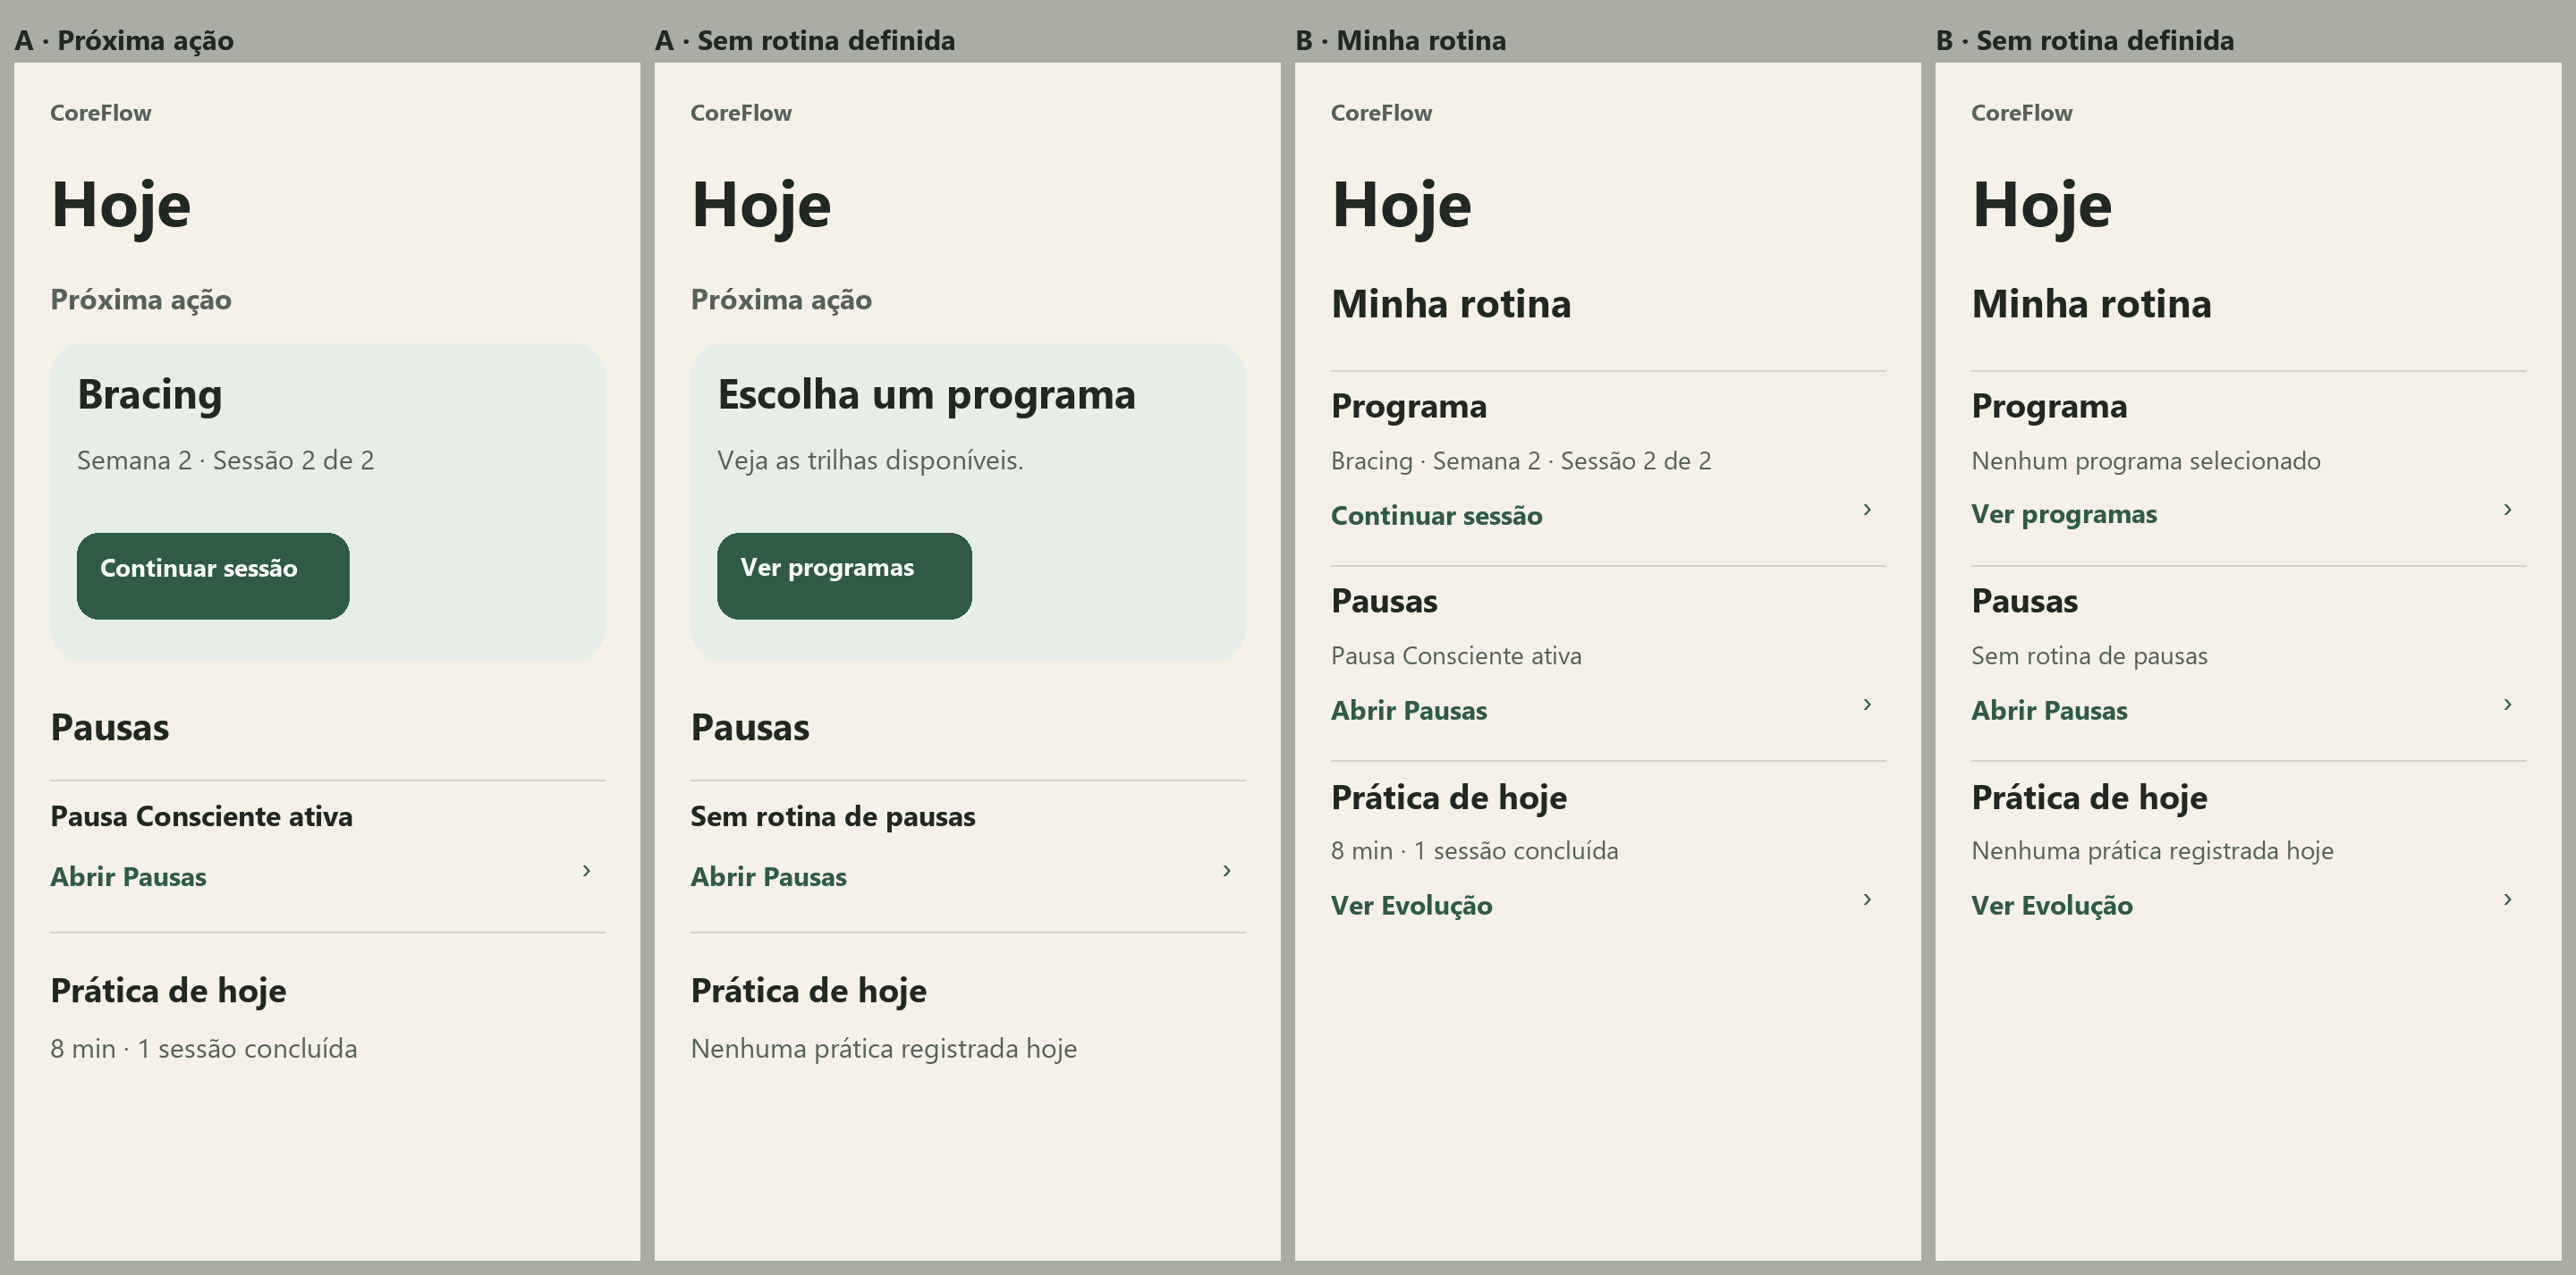 A · Próxima ação
CoreFlow
Hoje
Próxima ação
Bracing
Semana 2 · Sessão 2 de 2
Continuar sessão
Pausas
Pausa Consciente ativa
Abrir Pausas ›
Prática de hoje
8 min · 1 sessão concluída
A · Sem rotina definida
CoreFlow
Hoje
Próxima ação
Escolha um programa
Veja as trilhas disponíveis.
Ver programas
Pausas
Sem rotina de pausas
Abrir Pausas ›
Prática de hoje
Nenhuma prática registrada hoje
B · Minha rotina
CoreFlow
Hoje
Minha rotina
Programa
Bracing · Semana 2 · Sessão 2 de 2
Continuar sessão ›
Pausas
Pausa Consciente ativa
Abrir Pausas ›
Prática de hoje
8 min · 1 sessão concluída
Ver Evolução ›
B · Sem rotina definida
CoreFlow
Hoje
Minha rotina
Programa
Nenhum programa selecionado
Ver programas ›
Pausas
Sem rotina de pausas
Abrir Pausas ›
Prática de hoje
Nenhuma prática registrada hoje
Ver Evolução ›